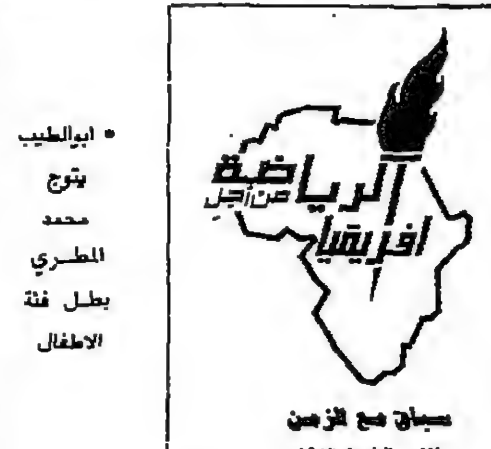 * ابوالطيب
يتوج
محمد
المطري
بطل فئة
الاطفال
الرياضة
من أجل
افريقيا
سباق مع الزمن